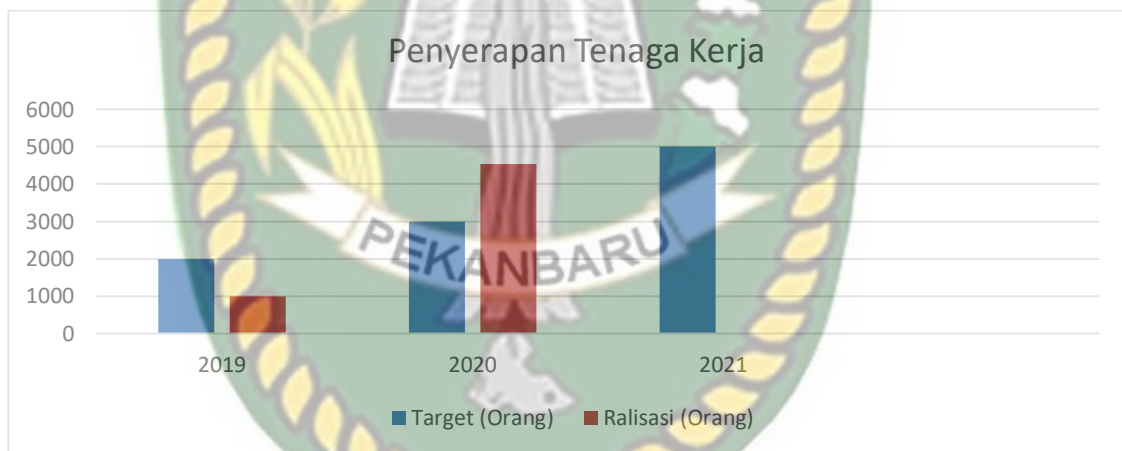 Penyerapan Tenaga Kerja
6000
5000
4000
3000
2000
1000
0
PEKANBARU
2019 2020 2021
Target (Orang) Ralisasi (Orang)